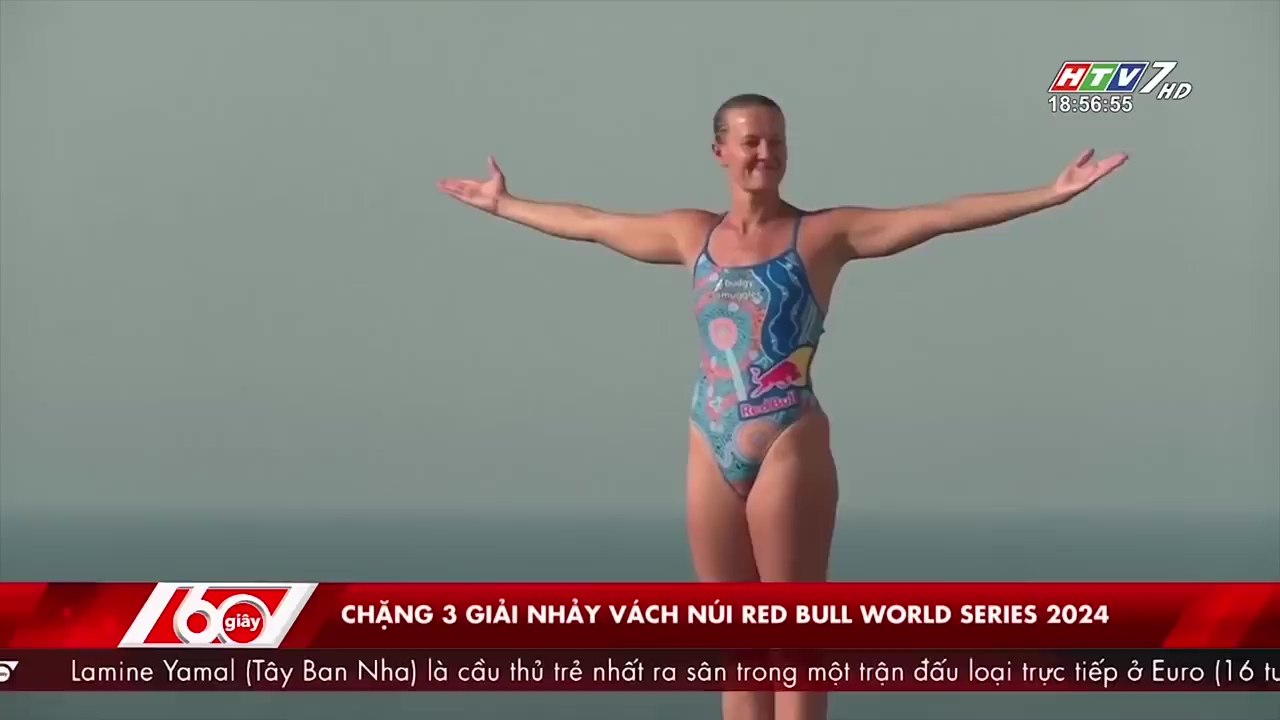 HTV7 HD
18:56:55
budgy
smuggler
Red Bull
60 giây
CHẶNG 3 GIẢI NHẢY VÁCH NÚI RED BULL WORLD SERIES 2024
Lamine Yamal (Tây Ban Nha) là cầu thủ trẻ nhất ra sân trong một trận đấu loại trực tiếp ở Euro (16